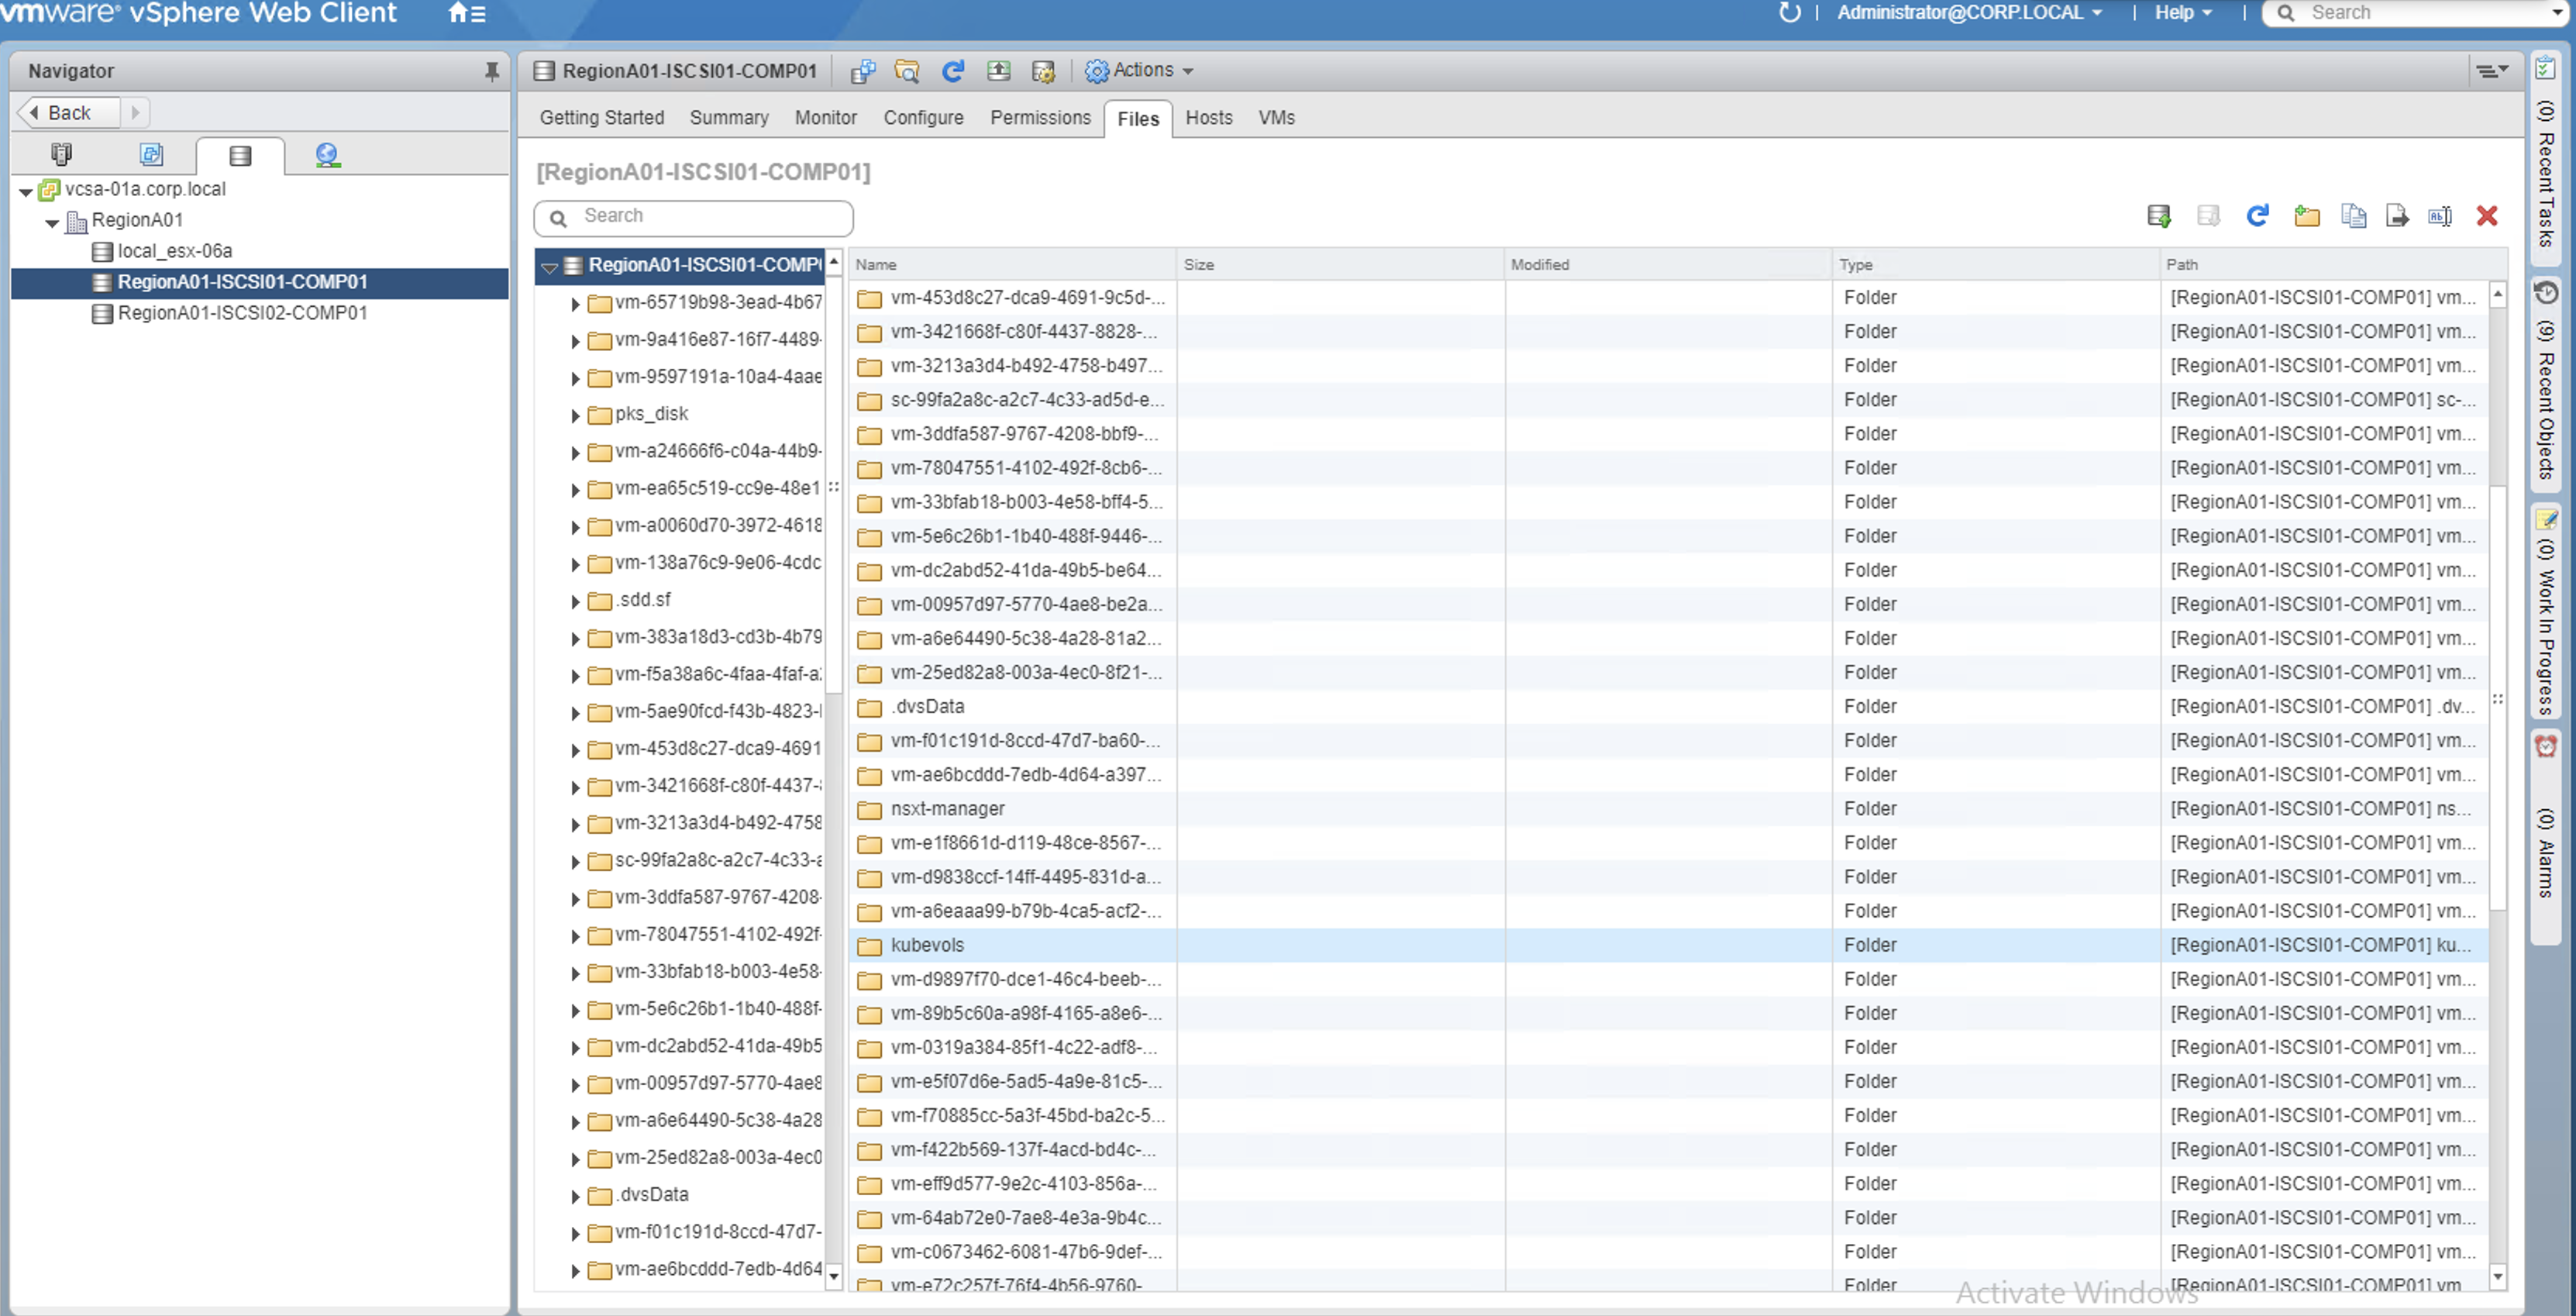 vmware® vSphere Web Client
Administrator@CORP.LOCAL | Help | Search
Navigator
Back
vcsa-01a.corp.local
RegionA01
local_esx-06a
RegionA01-ISCSI01-COMP01
RegionA01-ISCSI02-COMP01
RegionA01-ISCSI01-COMP01 Actions
Getting Started Summary Monitor Configure Permissions Files Hosts VMs
[RegionA01-ISCSI01-COMP01]
Search
RegionA01-ISCSI01-COMP(
vm-65719b98-3ead-4b67
vm-9a416e87-16f7-4489-
vm-9597191a-10a4-4aae
pks_disk
vm-a24666f6-c04a-44b9-
vm-ea65c519-cc9e-48e1
vm-a0060d70-3972-4618
vm-138a76c9-9e06-4cdc
.sdd.sf
vm-383a18d3-cd3b-4b79
vm-f5a38a6c-4faa-4faf-a
vm-5ae90fcd-f43b-4823-
vm-453d8c27-dca9-4691
vm-3421668f-c80f-4437-
vm-3213a3d4-b492-4758
sc-99fa2a8c-a2c7-4c33-a
vm-3ddfa587-9767-4208-
vm-78047551-4102-492f-
vm-33bfab18-b003-4e58-
vm-5e6c26b1-1b40-488f-
vm-dc2abd52-41da-49b5
vm-00957d97-5770-4ae8
vm-a6e64490-5c38-4a28
vm-25ed82a8-003a-4ec0
.dvsData
vm-f01c191d-8ccd-47d7-
vm-ae6bcddd-7edb-4d64
Name Size Modified Type Path
vm-453d8c27-dca9-4691-9c5d-... Folder [RegionA01-ISCSI01-COMP01] vm...
vm-3421668f-c80f-4437-8828-... Folder [RegionA01-ISCSI01-COMP01] vm...
vm-3213a3d4-b492-4758-b497... Folder [RegionA01-ISCSI01-COMP01] vm...
sc-99fa2a8c-a2c7-4c33-ad5d-e... Folder [RegionA01-ISCSI01-COMP01] sc-...
vm-3ddfa587-9767-4208-bbf9-... Folder [RegionA01-ISCSI01-COMP01] vm...
vm-78047551-4102-492f-8cb6-... Folder [RegionA01-ISCSI01-COMP01] vm...
vm-33bfab18-b003-4e58-bff4-5... Folder [RegionA01-ISCSI01-COMP01] vm...
vm-5e6c26b1-1b40-488f-9446-... Folder [RegionA01-ISCSI01-COMP01] vm...
vm-dc2abd52-41da-49b5-be64... Folder [RegionA01-ISCSI01-COMP01] vm...
vm-00957d97-5770-4ae8-be2a... Folder [RegionA01-ISCSI01-COMP01] vm...
vm-a6e64490-5c38-4a28-81a2... Folder [RegionA01-ISCSI01-COMP01] vm...
vm-25ed82a8-003a-4ec0-8f21-... Folder [RegionA01-ISCSI01-COMP01] vm...
.dvsData Folder [RegionA01-ISCSI01-COMP01] .dv...
vm-f01c191d-8ccd-47d7-ba60-... Folder [RegionA01-ISCSI01-COMP01] vm...
vm-ae6bcddd-7edb-4d64-a397... Folder [RegionA01-ISCSI01-COMP01] vm...
nsxt-manager Folder [RegionA01-ISCSI01-COMP01] ns...
vm-e1f8661d-d119-48ce-8567-... Folder [RegionA01-ISCSI01-COMP01] vm...
vm-d9838ccf-14ff-4495-831d-a... Folder [RegionA01-ISCSI01-COMP01] vm...
vm-a6eaaa99-b79b-4ca5-acf2-... Folder [RegionA01-ISCSI01-COMP01] vm...
kubevols Folder [RegionA01-ISCSI01-COMP01] ku...
vm-d9897f70-dce1-46c4-beeb-... Folder [RegionA01-ISCSI01-COMP01] vm...
vm-89b5c60a-a98f-4165-a8e6-... Folder [RegionA01-ISCSI01-COMP01] vm...
vm-0319a384-85f1-4c22-adf8-... Folder [RegionA01-ISCSI01-COMP01] vm...
vm-e5f07d6e-5ad5-4a9e-81c5-... Folder [RegionA01-ISCSI01-COMP01] vm...
vm-f70885cc-5a3f-45bd-ba2c-5... Folder [RegionA01-ISCSI01-COMP01] vm...
vm-f422b569-137f-4acd-bd4c-... Folder [RegionA01-ISCSI01-COMP01] vm...
vm-eff9d577-9e2c-4103-856a-... Folder [RegionA01-ISCSI01-COMP01] vm...
vm-64ab72e0-7ae8-4e3a-9b4c... Folder [RegionA01-ISCSI01-COMP01] vm...
vm-c0673462-6081-47b6-9def-... Folder [RegionA01-ISCSI01-COMP01] vm...
vm-e72c257f-76f4-4b56-9760- Folder [RegionA01-ISCSI01-COMP01] vm
Activate Windows
(0) Recent Tasks
(9) Recent Objects
(0) Work In Progress
(0) Alarms